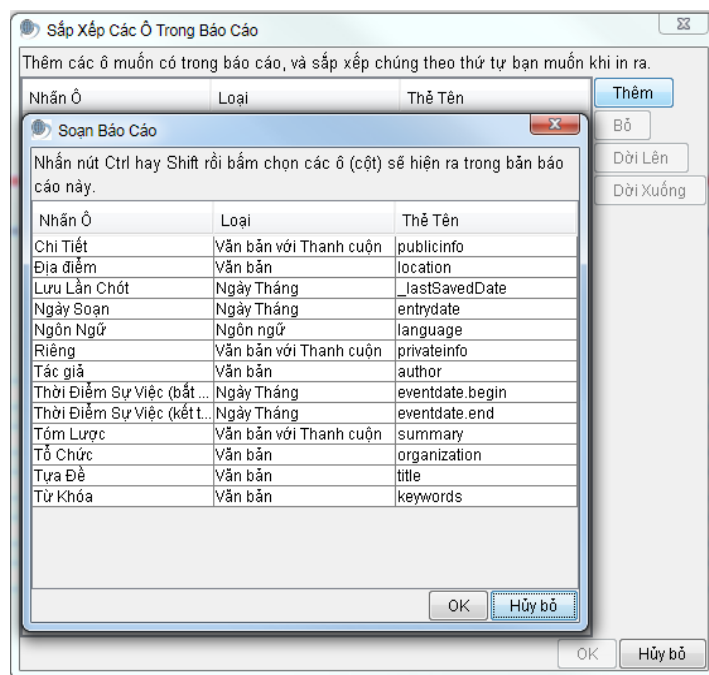 Sắp Xếp Các Ô Trong Báo Cáo
Thêm các ô muốn có trong báo cáo, và sắp xếp chúng theo thứ tự bạn muốn khi in ra.
Nhãn Ô Loại Thẻ Tên
Thêm
Bỏ
Dời Lên
Dời Xuống
Soạn Báo Cáo
Nhấn nút Ctrl hay Shift rồi bấm chọn các ô (cột) sẽ hiện ra trong bản báo
cáo này.
Nhãn Ô Loại Thẻ Tên
Chi Tiết Văn bản với Thanh cuộn publicinfo
Địa điểm Văn bản location
Lưu Lần Chót Ngày Tháng _lastSavedDate
Ngày Soạn Ngày Tháng entrydate
Ngôn Ngữ Ngôn ngữ language
Riêng Văn bản với Thanh cuộn privateinfo
Tác giả Văn bản author
Thời Điểm Sự Việc (bắt ... Ngày Tháng eventdate.begin
Thời Điểm Sự Việc (kết t... Ngày Tháng eventdate.end
Tóm Lược Văn bản với Thanh cuộn summary
Tổ Chức Văn bản organization
Tựa Đề Văn bản title
Từ Khóa Văn bản keywords
OK Hủy bỏ
OK Hủy bỏ